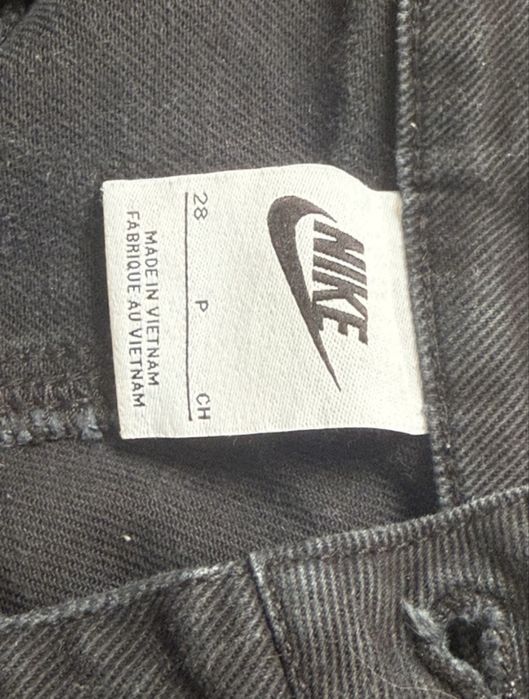 NIKE
28 P CH
MADE IN VIETNAM
FABRIQUE AU VIETNAM